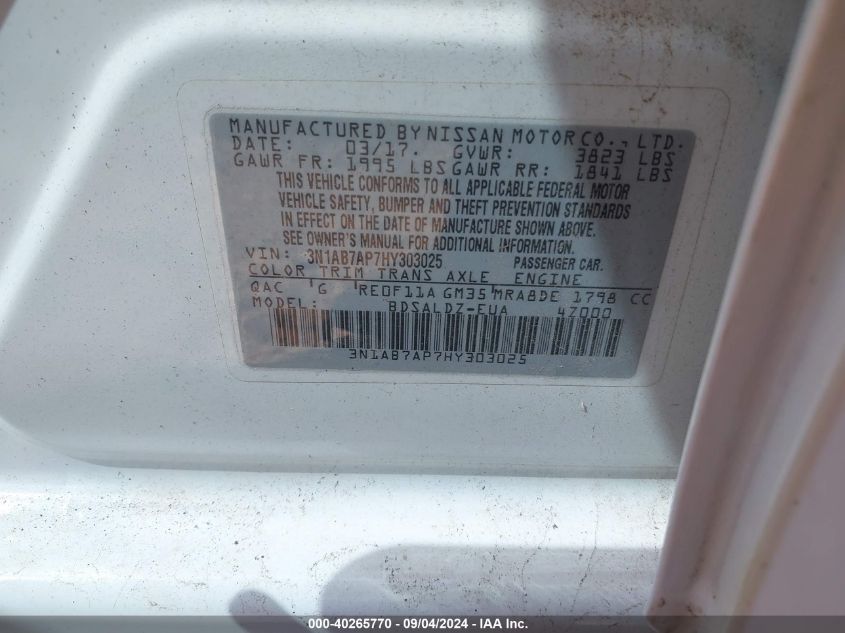 MANUFACTURED BY NISSAN MOTOR CO., LTD.
DATE: 03/17. GVWR: 3823 LBS
GAWR FR: 1995 LBS GAWR RR: 1841 LBS
THIS VEHICLE CONFORMS TO ALL APPLICABLE FEDERAL MOTOR
VEHICLE SAFETY, BUMPER AND THEFT PREVENTION STANDARDS
IN EFFECT ON THE DATE OF MANUFACTURE SHOWN ABOVE.
SEE OWNER'S MANUAL FOR ADDITIONAL INFORMATION.
VIN: 3N1AB7AP7HY303025 PASSENGER CAR.
COLOR TRIM TRANS AXLE ENGINE
QAC G RE0F11A GM35 MRA8DE 1798 CC
MODEL: BDSALDZ-EUA 4Z000
3N1AB7AP7HY303025
000-40265770 - 09/04/2024 - IAA Inc.